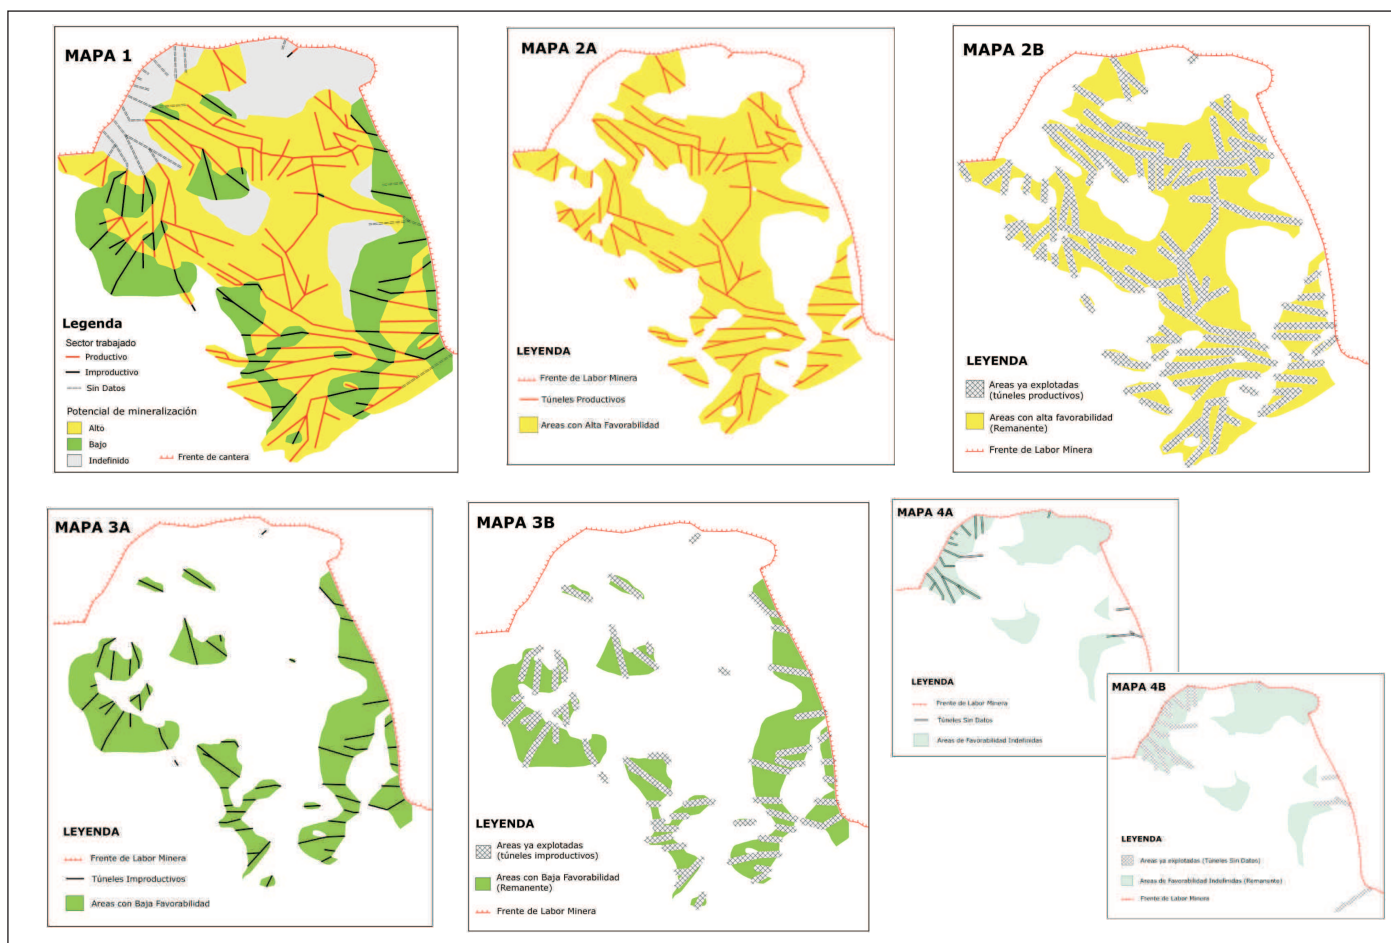 MAPA 1
Legenda
Sector trabajado
Productivo
Improductivo
Sin Datos
Potencial de mineralización
Alto
Bajo
Indefinido
Frente de cantera
MAPA 2A
LEYENDA
Frente de Labor Minera
Túneles Productivos
Areas con Alta Favorabilidad
MAPA 2B
LEYENDA
Areas ya explotadas
(túneles productivos)
Areas con alta favorabilidad
(Remanente)
Frente de Labor Minera
MAPA 3A
LEYENDA
Frente de Labor Minera
Túneles Improductivos
Areas con Baja Favorabilidad
MAPA 3B
LEYENDA
Areas ya explotadas
(túneles improductivos)
Areas con Baja Favorabilidad
(Remanente)
Frente de Labor Minera
MAPA 4A
LEYENDA
Frente de Labor Minera
Túneles Sin Datos
Areas de Favorabilidad Indefinidas
MAPA 4B
LEYENDA
Areas ya explotadas (Túneles Sin Datos)
Areas de Favorabilidad Indefinidas (Remanente)
Frente de Labor Minera